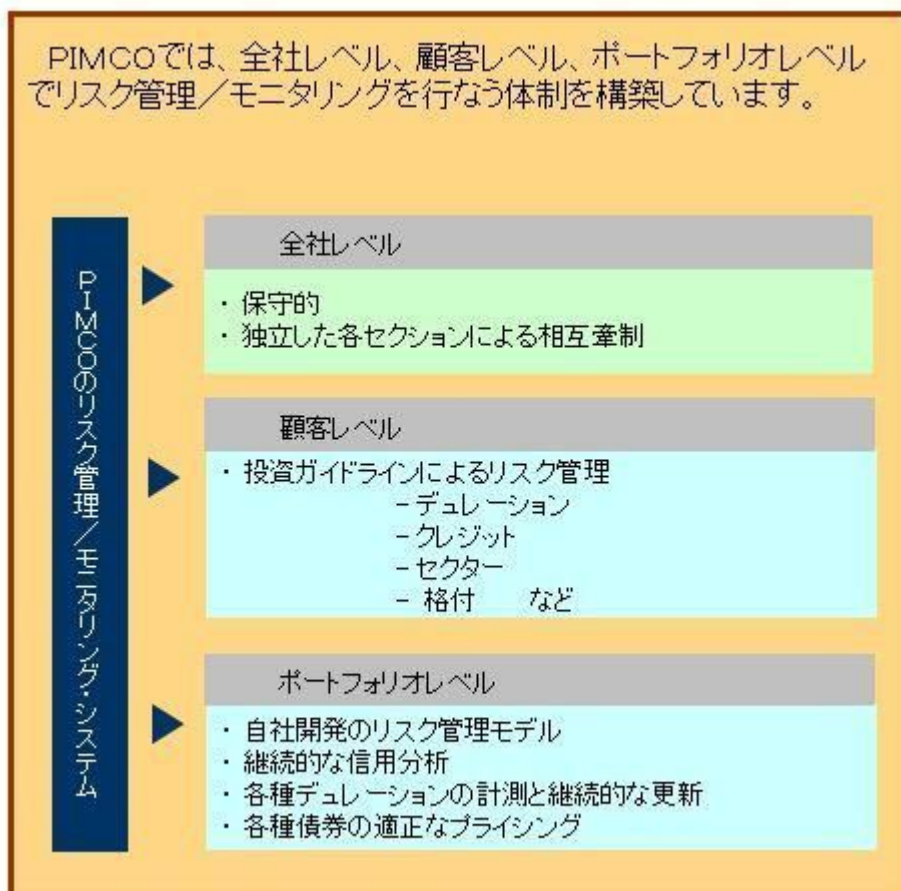 PIMCOでは、全社レベル、顧客レベル、ポートフォリオレベル
でリスク管理／モニタリングを行なう体制を構築しています。
PIMCOのリスク管理／モニタリング・システム
全社レベル
・ 保守的
・ 独立した各セクションによる相互牽制
顧客レベル
・ 投資ガイドラインによるリスク管理
－デュレーション
－クレジット
－セクター
－ 格付　など
ポートフォリオレベル
・ 自社開発のリスク管理モデル
・ 継続的な信用分析
・ 各種デュレーションの計測と継続的な更新
・ 各種債券の適正なプライシング